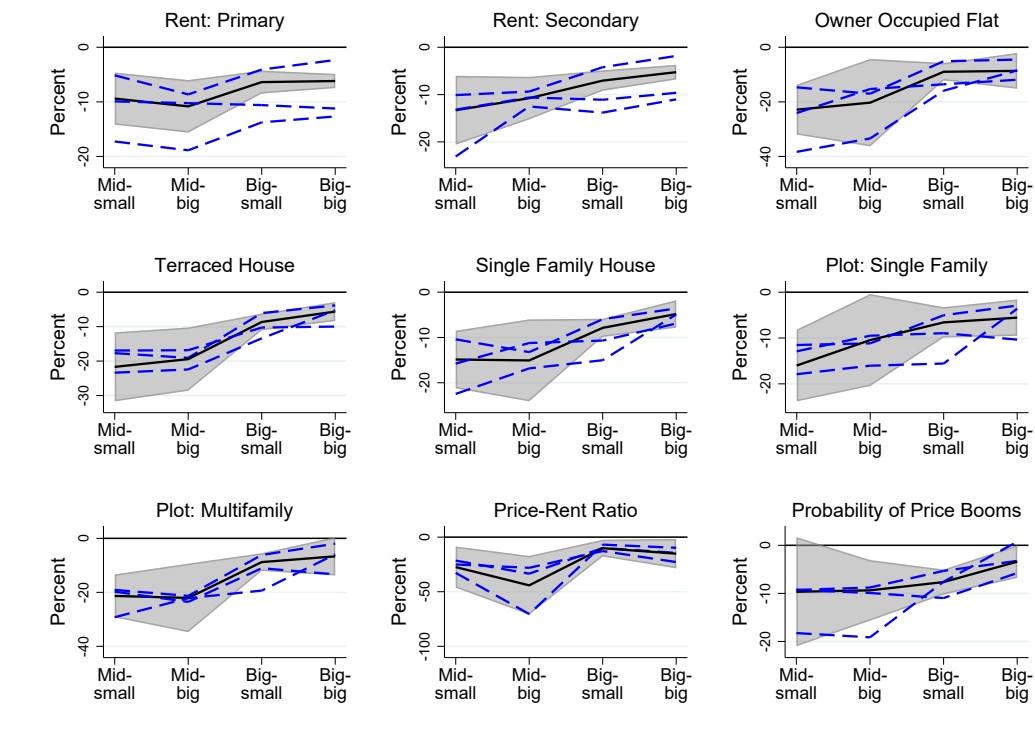 Rent: Primary
Percent
0
-10
-20
Mid-
small
Mid-
big
Big-
small
Big-
big
Rent: Secondary
Percent
0
-10
-20
Mid-
small
Mid-
big
Big-
small
Big-
big
Owner Occupied Flat
Percent
0
-20
-40
Mid-
small
Mid-
big
Big-
small
Big-
big
Terraced House
Percent
0
-10
-20
-30
Mid-
small
Mid-
big
Big-
small
Big-
big
Single Family House
Percent
0
-10
-20
Mid-
small
Mid-
big
Big-
small
Big-
big
Plot: Single Family
Percent
0
-10
-20
Mid-
small
Mid-
big
Big-
small
Big-
big
Plot: Multifamily
Percent
0
-20
-40
Mid-
small
Mid-
big
Big-
small
Big-
big
Price-Rent Ratio
Percent
0
-50
-100
Mid-
small
Mid-
big
Big-
small
Big-
big
Probability of Price Booms
Percent
0
-10
-20
Mid-
small
Mid-
big
Big-
small
Big-
big